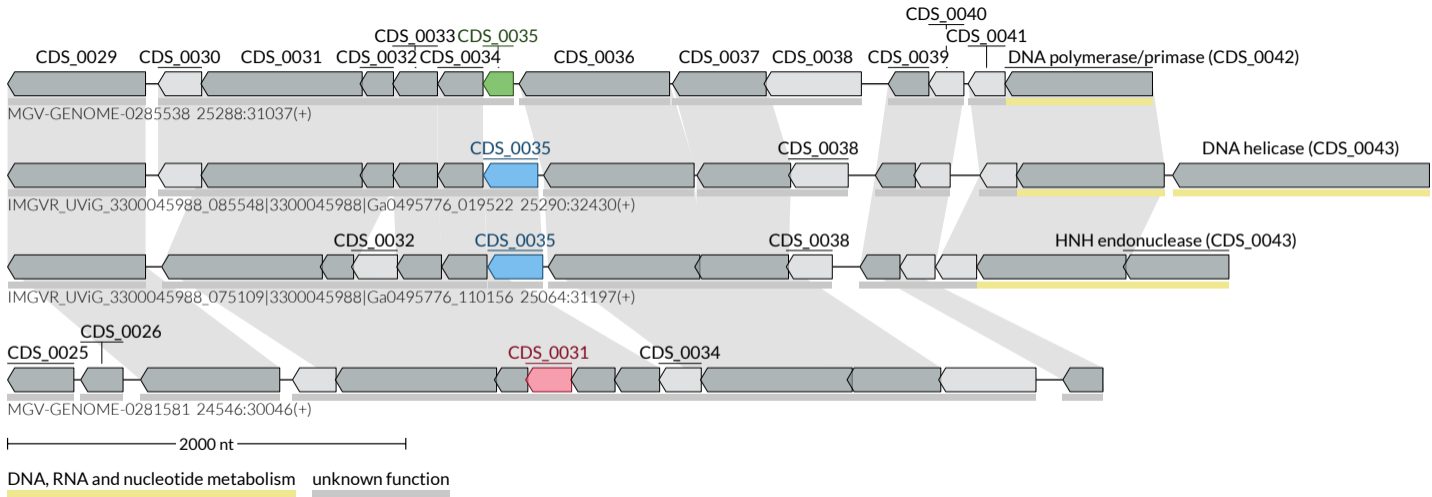 CDS_0040
CDS_0033 CDS_0035 CDS_0041
CDS_0029 CDS_0030 CDS_0031 CDS_0032 CDS_0034 CDS_0036 CDS_0037 CDS_0038 CDS_0039 DNA polymerase/primase (CDS_0042)
MGV-GENOME-0285538 25288:31037(+)
CDS_0035 CDS_0038 DNA helicase (CDS_0043)
IMGVR_UViG_3300045988_085548|3300045988|Ga0495776_019522 25290:32430(+)
CDS_0032 CDS_0035 CDS_0038 HNH endonuclease (CDS_0043)
IMGVR_UViG_3300045988_075109|3300045988|Ga0495776_110156 25064:31197(+)
CDS_0026
CDS_0025 CDS_0031 CDS_0034
MGV-GENOME-0281581 24546:30046(+)
2000 nt
DNA, RNA and nucleotide metabolism unknown function